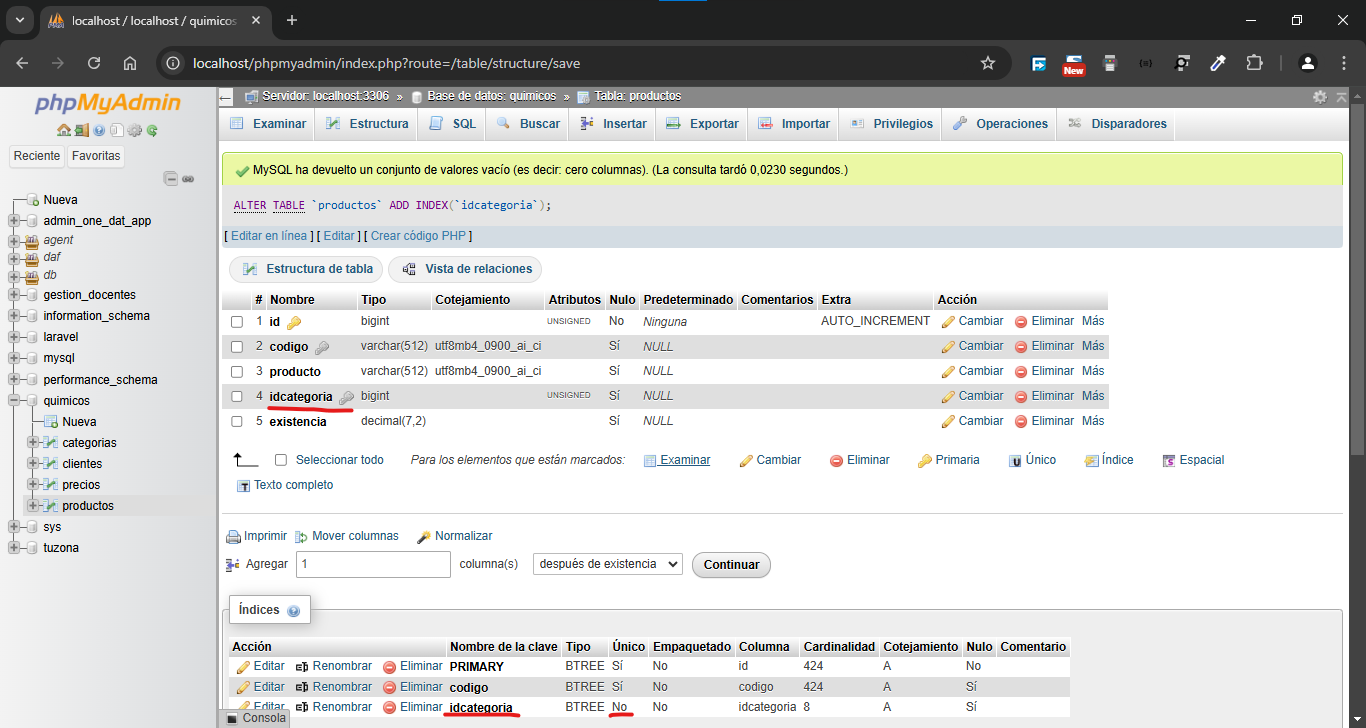 localhost / localhost / quimicos
localhost/phpmyadmin/index.php?route=/table/structure/save
New
phpMyAdmin
Reciente Favoritas
Nueva
admin_one_dat_app
agent
daf
db
gestion_docentes
information_schema
laravel
mysql
performance_schema
quimicos
Nueva
categorias
clientes
precios
productos
sys
tuzona
Servidor: localhost:3306 » Base de datos: quimicos » Tabla: productos
Examinar Estructura SQL Buscar Insertar Exportar Importar Privilegios Operaciones Disparadores
MySQL ha devuelto un conjunto de valores vacío (es decir: cero columnas). (La consulta tardó 0,0230 segundos.)
ALTER TABLE `productos` ADD INDEX(`idcategoria`);
[ Editar en línea ] [ Editar ] [ Crear código PHP ]
Estructura de tabla Vista de relaciones
# Nombre Tipo Cotejamiento Atributos Nulo Predeterminado Comentarios Extra Acción
1 id bigint UNSIGNED No Ninguna AUTO_INCREMENT Cambiar Eliminar Más
2 codigo varchar(512) utf8mb4_0900_ai_ci Sí NULL Cambiar Eliminar Más
3 producto varchar(512) utf8mb4_0900_ai_ci Sí NULL Cambiar Eliminar Más
4 idcategoria bigint UNSIGNED Sí NULL Cambiar Eliminar Más
5 existencia decimal(7,2) Sí NULL Cambiar Eliminar Más
Seleccionar todo Para los elementos que están marcados: Examinar Cambiar Eliminar Primaria Único Índice Espacial
Texto completo
Imprimir Mover columnas Normalizar
Agregar 1 columna(s) después de existencia Continuar
Índices
Acción Nombre de la clave Tipo Único Empaquetado Columna Cardinalidad Cotejamiento Nulo Comentario
Editar Renombrar Eliminar PRIMARY BTREE Sí No id 424 A No
Editar Renombrar Eliminar codigo BTREE Sí No codigo 424 A Sí
Editar Renombrar Eliminar idcategoria BTREE No No idcategoria 8 A Sí
Consola